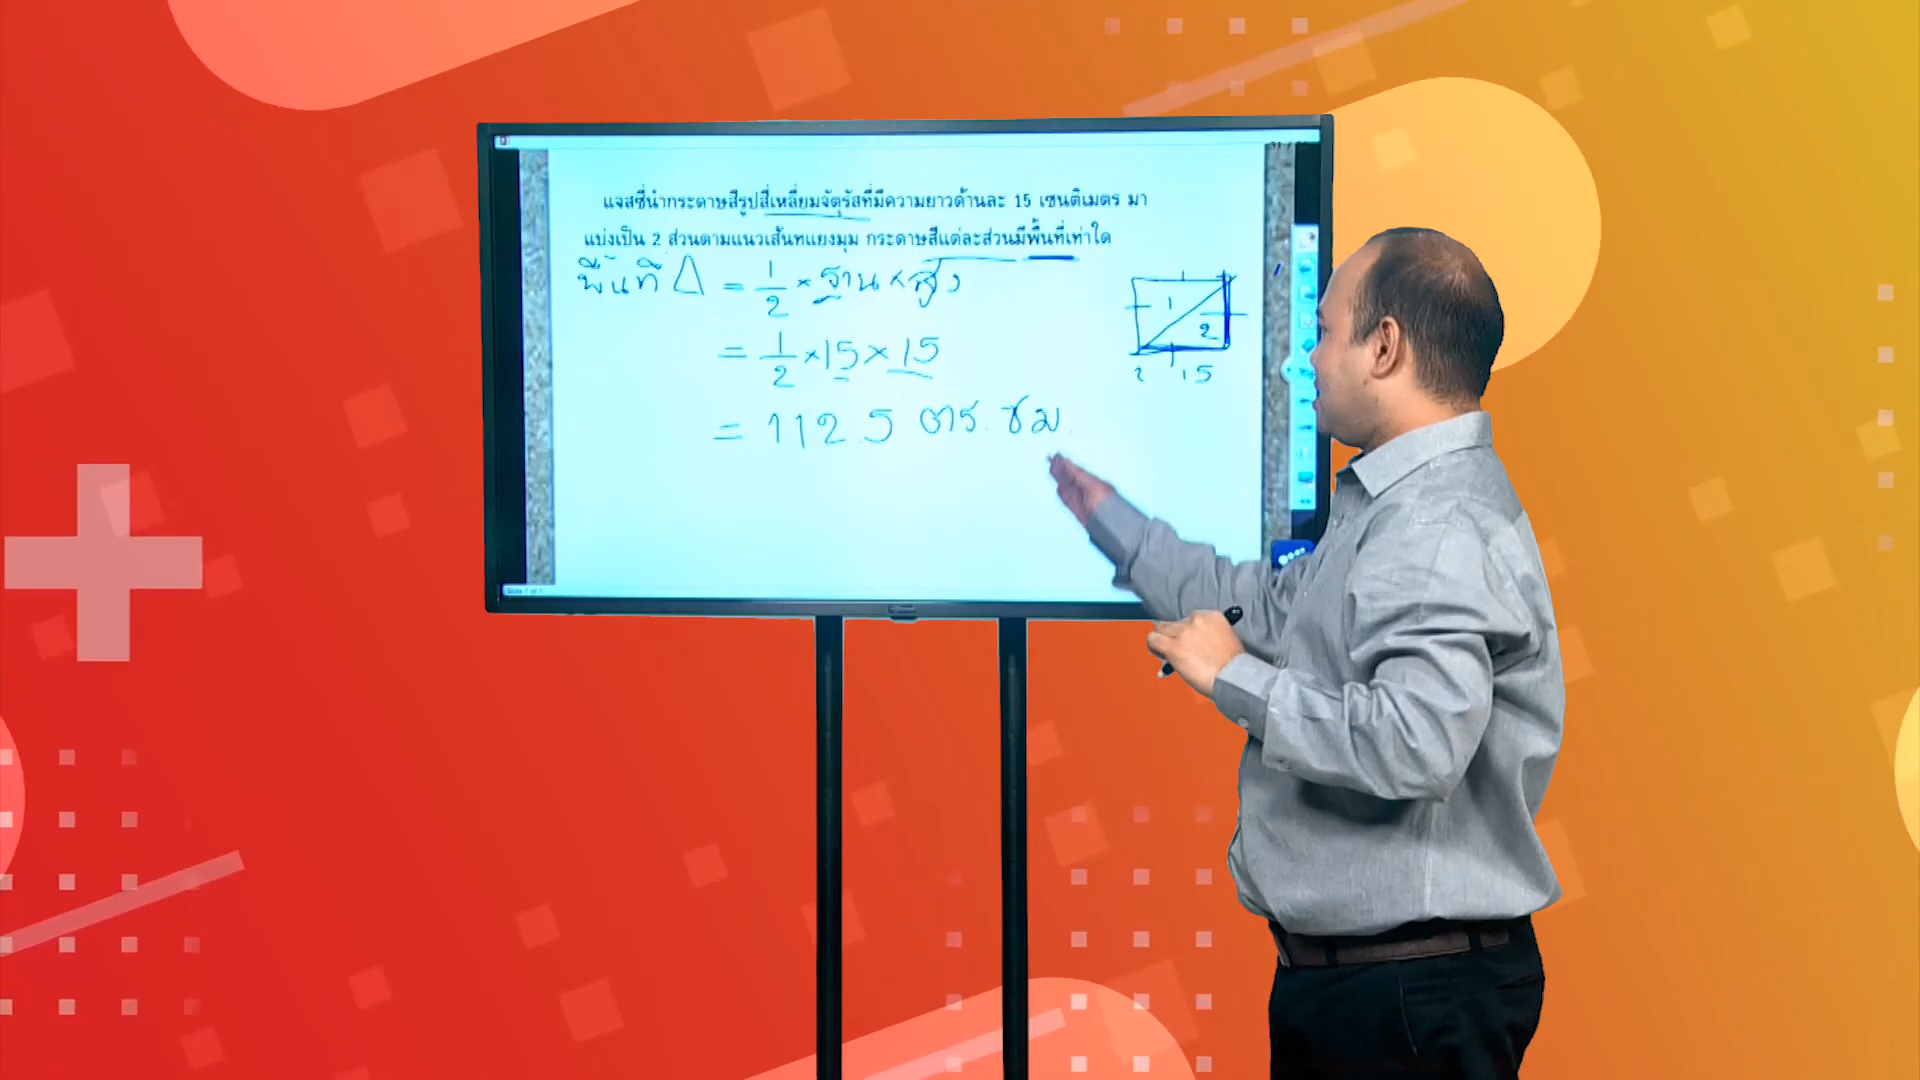 แจสซี่นำกระดาษสีรูปสี่เหลี่ยมจัตุรัสที่มีความยาวด้านละ 15 เซนติเมตร มา
แบ่งเป็น 2 ส่วนตามแนวเส้นทแยงมุม กระดาษสีแต่ละส่วนมีพื้นที่เท่าใด
พื้นที่ △ = 1/2 × ฐาน × สูง
= 1/2 × 15 × 15
= 112.5 ตร.ซม.
1
2
15
Slide 1 of 1